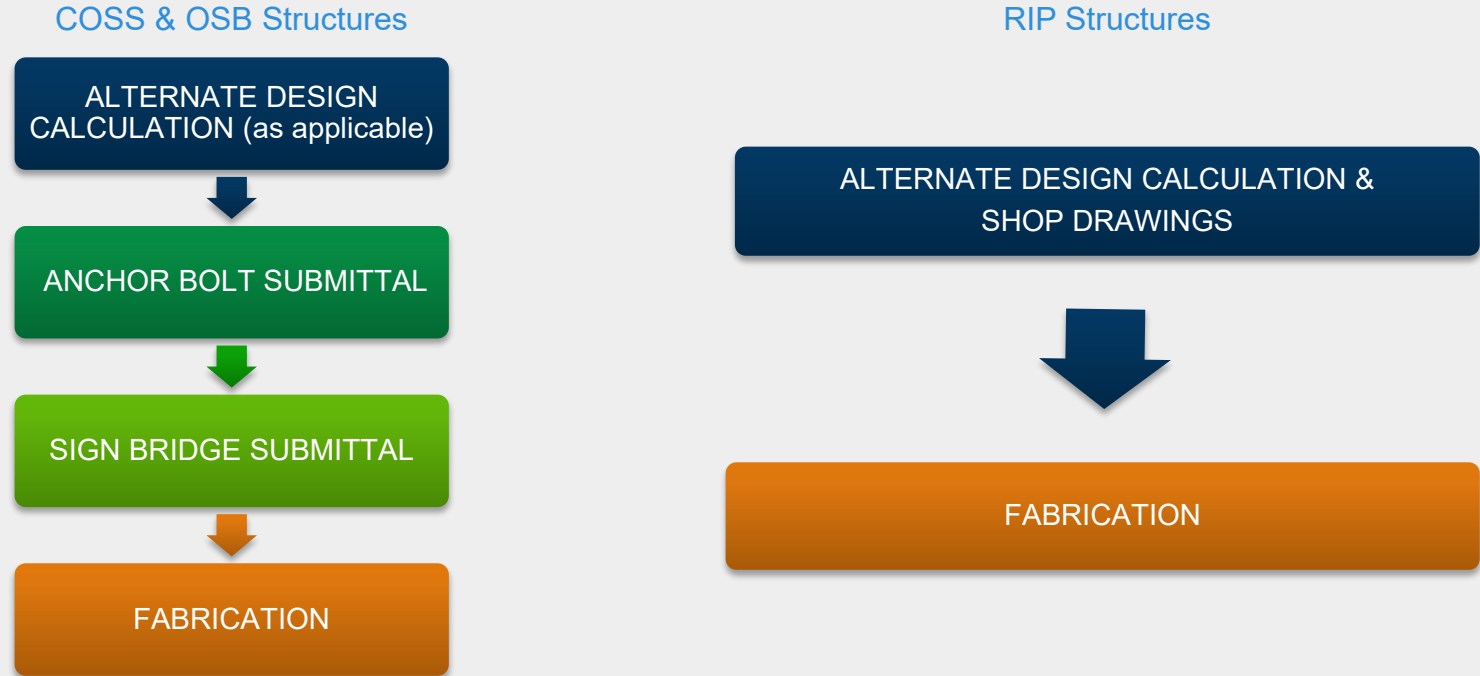 COSS & OSB Structures
ALTERNATE DESIGN
CALCULATION (as applicable)
ANCHOR BOLT SUBMITTAL
SIGN BRIDGE SUBMITTAL
FABRICATION
RIP Structures
ALTERNATE DESIGN CALCULATION &
SHOP DRAWINGS
FABRICATION